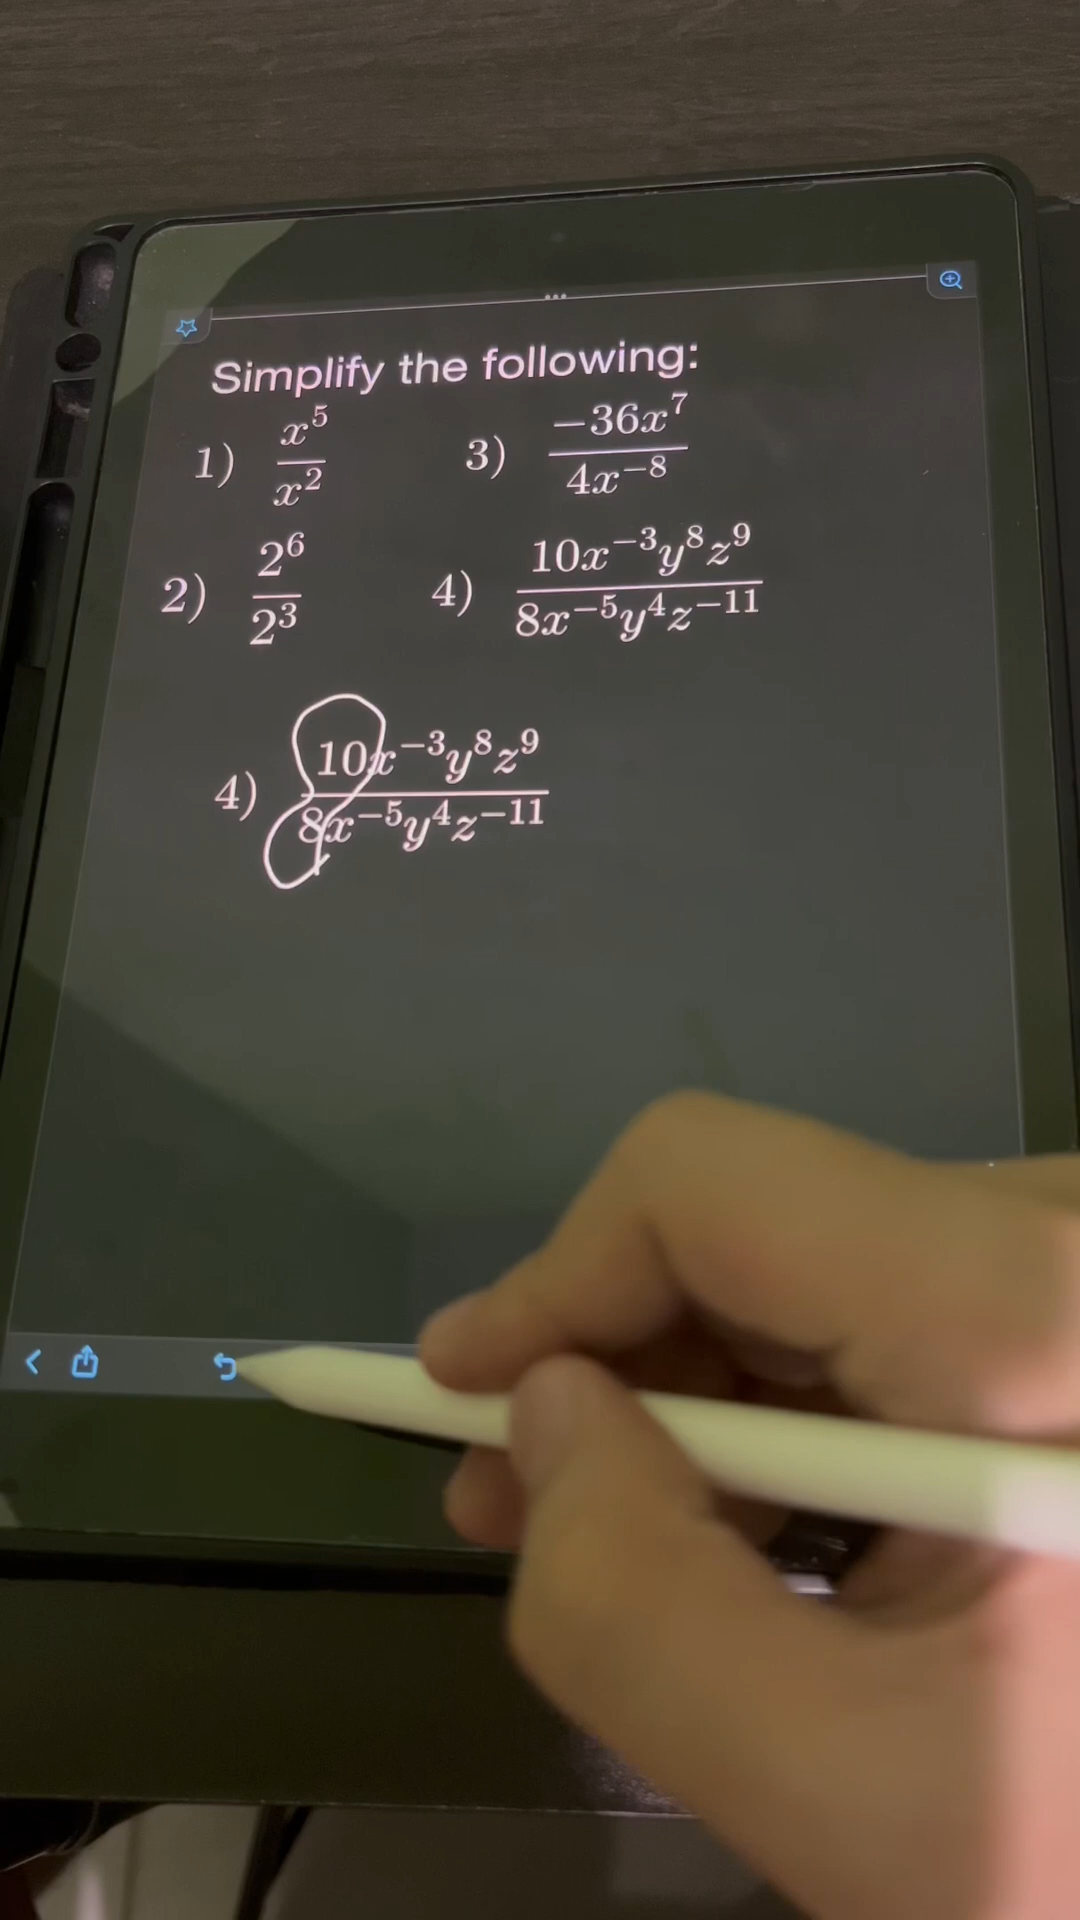 Simplify the following:
1) x^5/x^2
3) -36x^7/4x^-8
2) 2^6/2^3
4) 10x^-3y^8z^9/8x^-5y^4z^-11
4) 10x^-3y^8z^9/8x^-5y^4z^-11